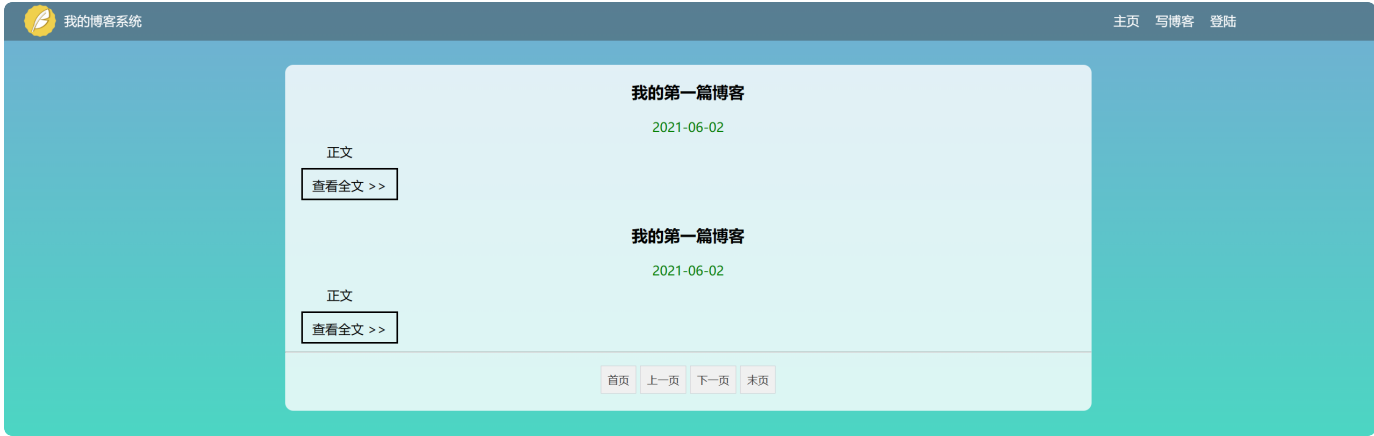 我的博客系统 主页 写博客 登陆
我的第一篇博客
2021-06-02
正文
查看全文 >>
我的第一篇博客
2021-06-02
正文
查看全文 >>
首页 上一页 下一页 末页